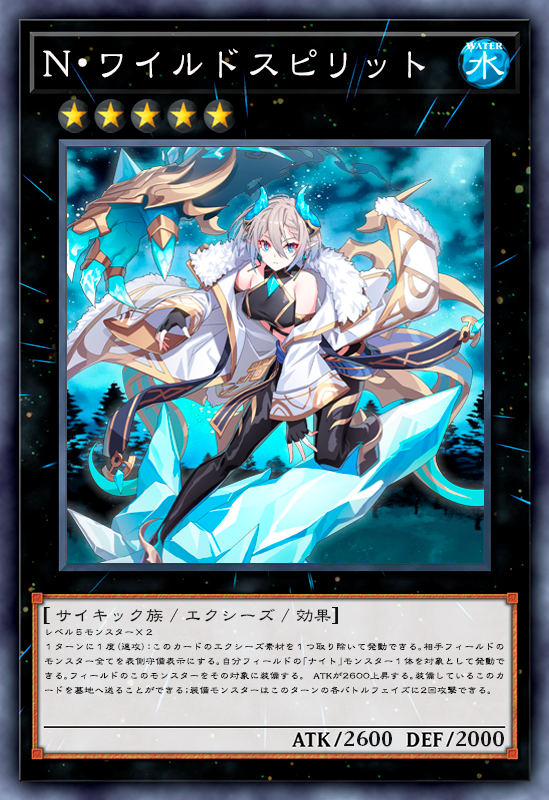 N・ワイルドスピリット
WATER
水
[サイキック族/エクシーズ/効果]
レベル5モンスター×2
1ターンに1度(速攻):このカードのエクシーズ素材を1つ取り除いて発動できる。相手フィールドの
モンスター全てを表側守備表示にする。自分フィールドの「ナイト」モンスター1体を対象として発動で
きる。フィールドのこのモンスターをその対象に装備する。 ATKが2600上昇する。装備しているこのカ
ードを墓地へ送ることができる;装備モンスターはこのターンの各バトルフェイズに2回攻撃できる。
ATK/2600 DEF/2000